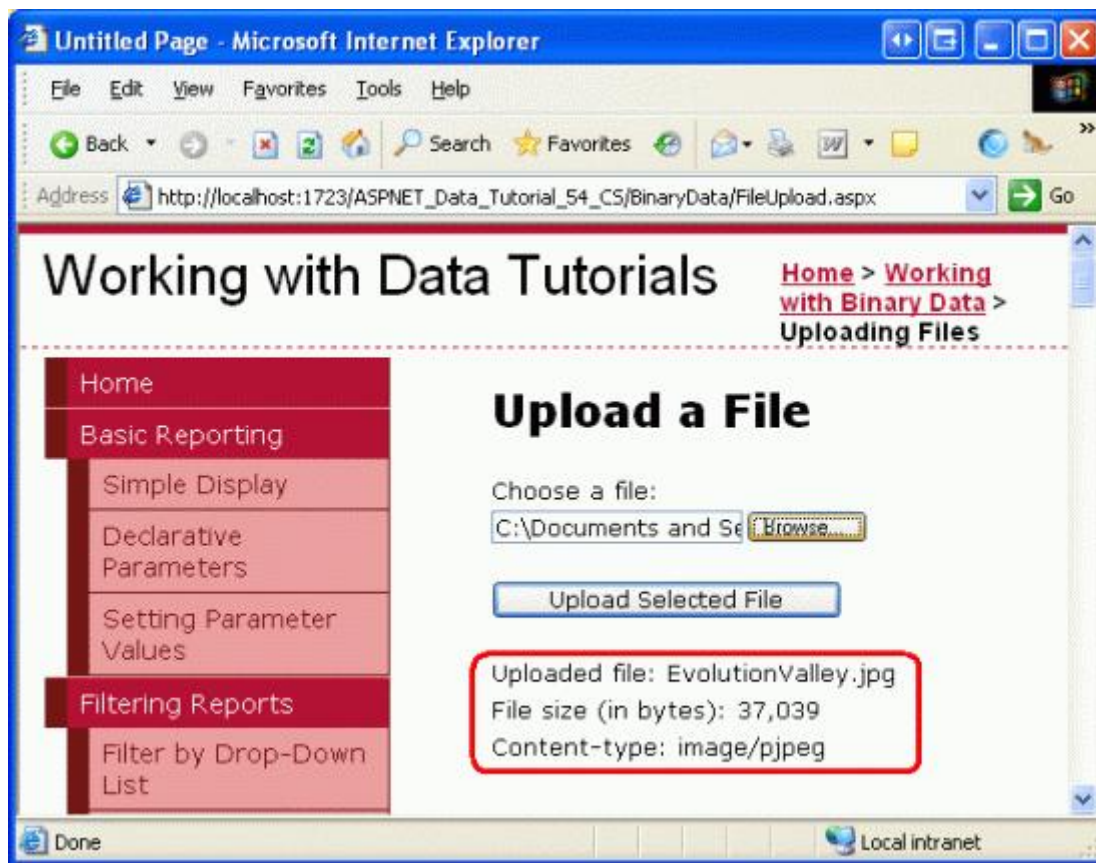 Untitled Page - Microsoft Internet Explorer
File Edit View Favorites Tools Help
Back Search Favorites
Address http://localhost:1723/ASPNET_Data_Tutorial_54_CS/BinaryData/FileUpload.aspx Go
Working with Data Tutorials
Home > Working
with Binary Data >
Uploading Files
Home
Basic Reporting
Simple Display
Declarative
Parameters
Setting Parameter
Values
Filtering Reports
Filter by Drop-Down
List
Upload a File
Choose a file:
C:\Documents and Se Browse...
Upload Selected File
Uploaded file: EvolutionValley.jpg
File size (in bytes): 37,039
Content-type: image/pjpeg
Done Local intranet